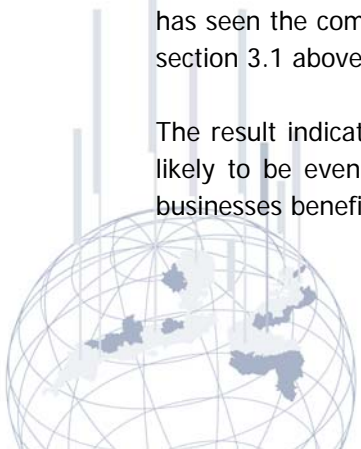 has seen the com
section 3.1 above
The result indicat
likely to be even
businesses benefi